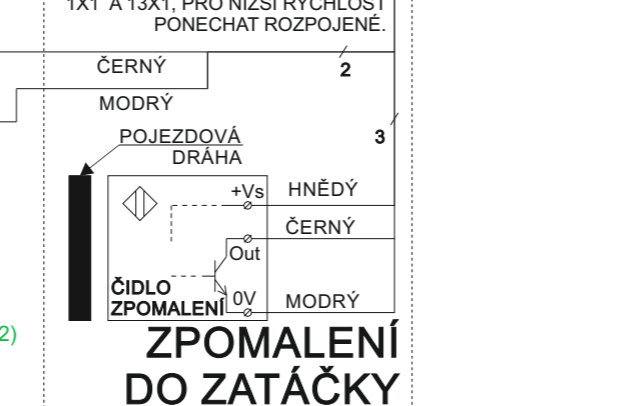 1X1 A 13X1, PRO NIŽŠÍ RYCHLOST
PONECHAT ROZPOJENÉ.
ČERNÝ
2
MODRÝ
3
POJEZDOVÁ
DRÁHA
+Vs HNĚDÝ
ČERNÝ
Out
ČIDLO
ZPOMALENÍ
0V MODRÝ
2)
ZPOMALENÍ
DO ZATÁČKY